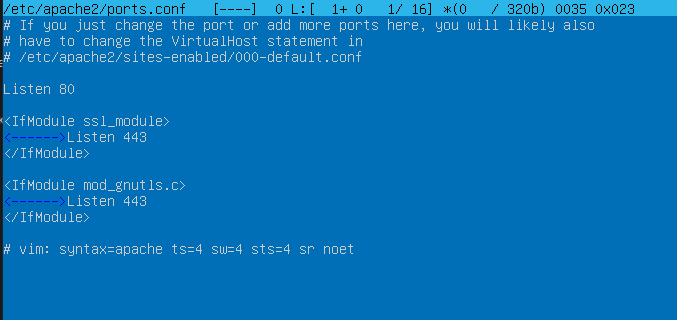 /etc/apache2/ports.conf   [----]  0 L:[  1+ 0   1/ 16] *(0   / 320b) 0035 0x023
# If you just change the port or add more ports here, you will likely also
# have to change the VirtualHost statement in
# /etc/apache2/sites-enabled/000-default.conf
Listen 80
<IfModule ssl_module>
<------>Listen 443
</IfModule>
<IfModule mod_gnutls.c>
<------>Listen 443
</IfModule>
# vim: syntax=apache ts=4 sw=4 sts=4 sr noet